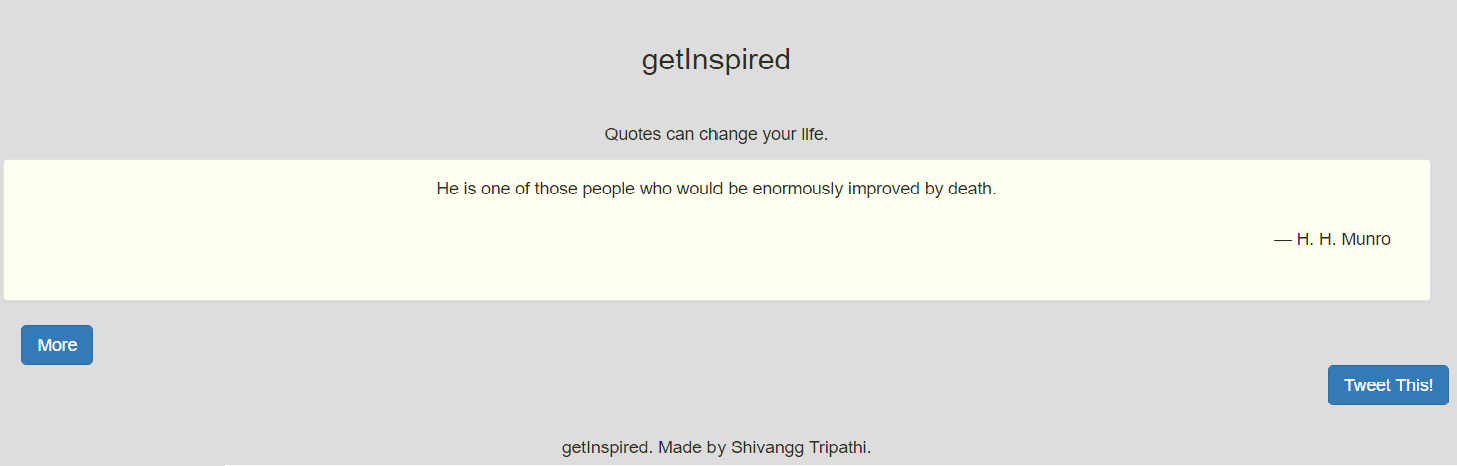 getInspired
Quotes can change your life.
He is one of those people who would be enormously improved by death.
— H. H. Munro
More
Tweet This!
getInspired. Made by Shivangg Tripathi.